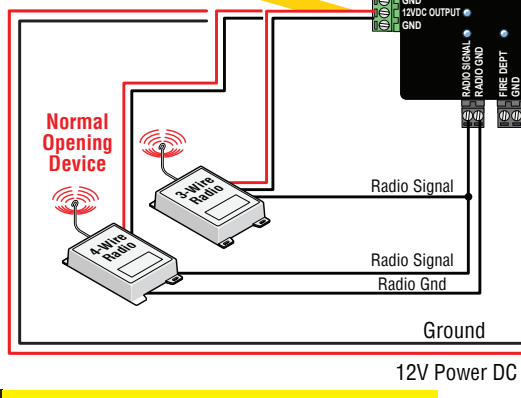 GND
12VDC OUTPUT
GND
RADIO SIGNAL
RADIO GND
FIRE DEPT
GND
Normal
Opening
Device
3-Wire
Radio
4-Wire
Radio
Radio Signal
Radio Signal
Radio Gnd
Ground
12V Power DC